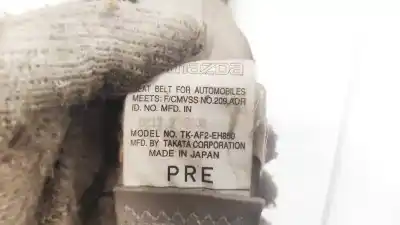 mazda
SEAT BELT FOR AUTOMOBILES
MEETS: F/CMVSS NO.209, ADR
ID. NO. MFD. IN
MODEL NO. TK-AF2-EH880
MFD. BY TAKATA CORPORATION
MADE IN JAPAN
PRE